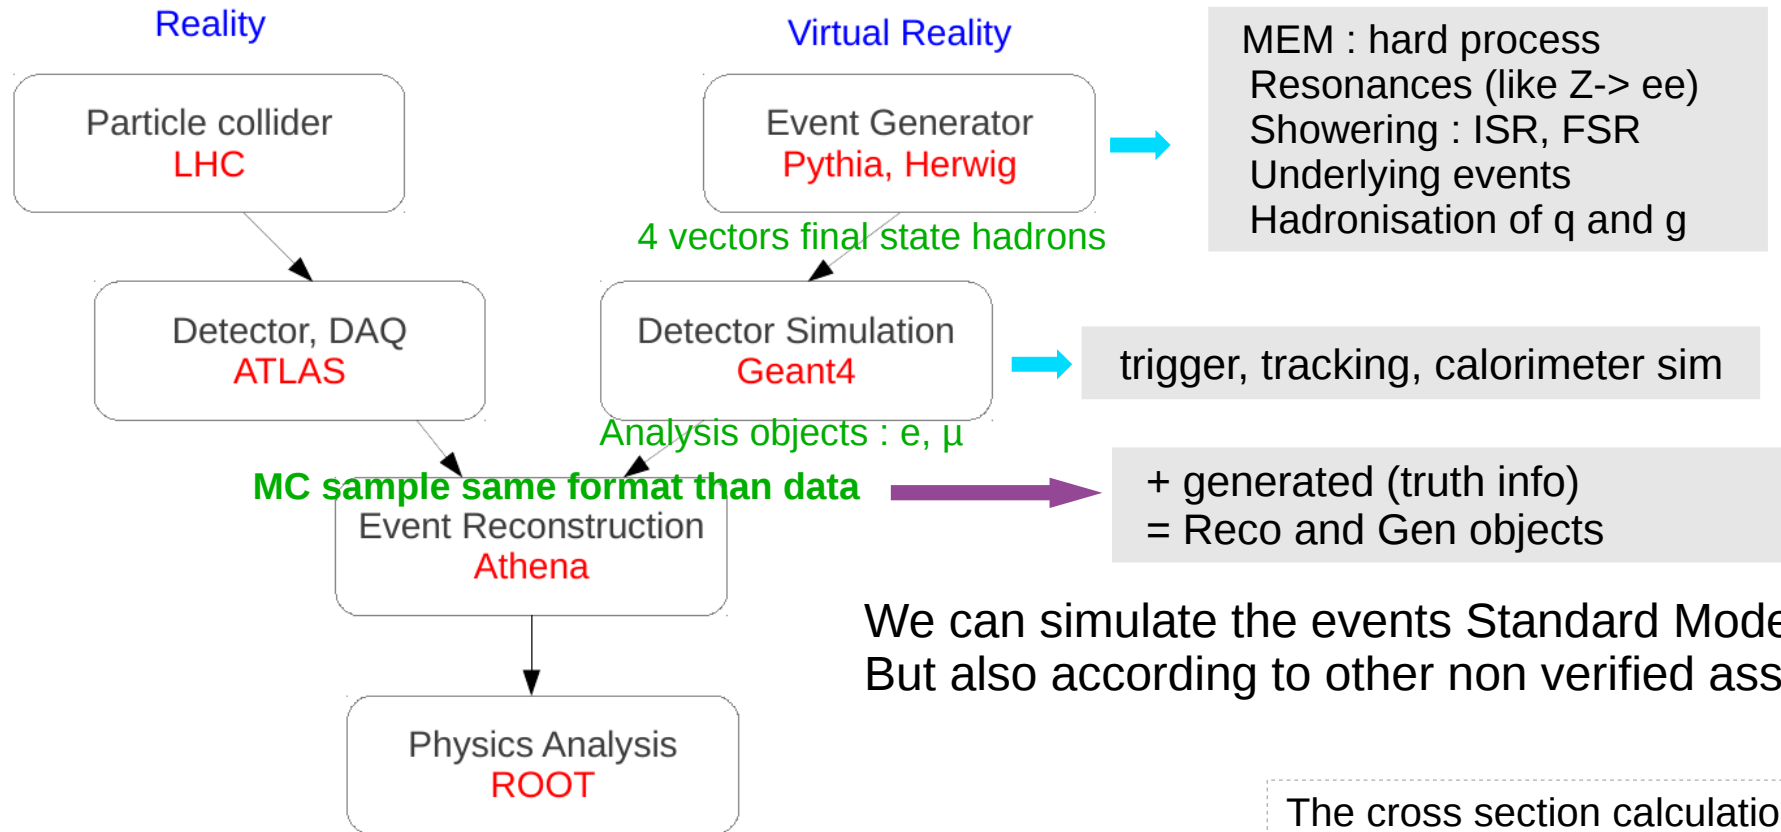 Reality
Virtual Reality
Particle collider
LHC
Event Generator
Pythia, Herwig
MEM : hard process
Resonances (like Z-> ee)
Showering : ISR, FSR
Underlying events
Hadronisation of q and g
4 vectors final state hadrons
Detector, DAQ
ATLAS
Detector Simulation
Geant4
trigger, tracking, calorimeter sim
Analysis objects : e, µ
MC sample same format than data
+ generated (truth info)
= Reco and Gen objects
Event Reconstruction
Athena
We can simulate the events Standard Mode
But also according to other non verified ass
Physics Analysis
ROOT
The cross section calculatio